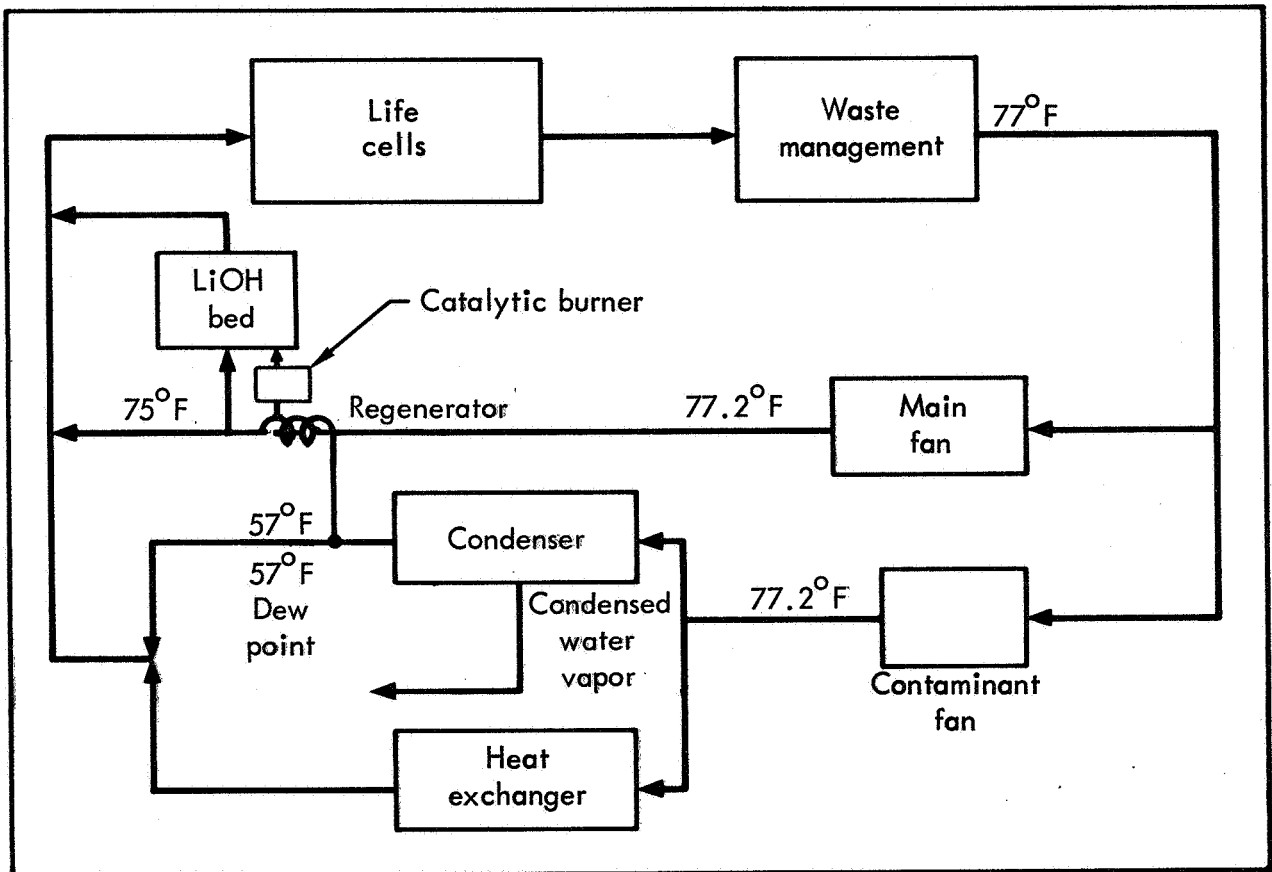 Life
cells
Waste
management
77°F
LiOH
bed
Catalytic burner
75°F
Regenerator
77.2°F
Main
fan
57°F
57°F
Dew
point
Condenser
Condensed
water
vapor
77.2°F
Contaminant
fan
Heat
exchanger